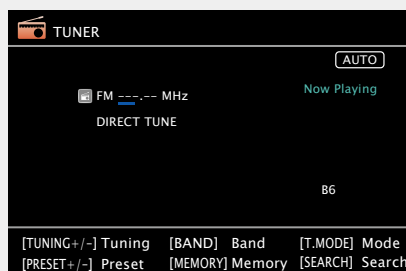 TUNER
AUTO
Now Playing
FM ---.-- MHz
DIRECT TUNE
B6
[TUNING+/-] Tuning [BAND] Band [T.MODE] Mode
[PRESET+/-] Preset [MEMORY] Memory [SEARCH] Search